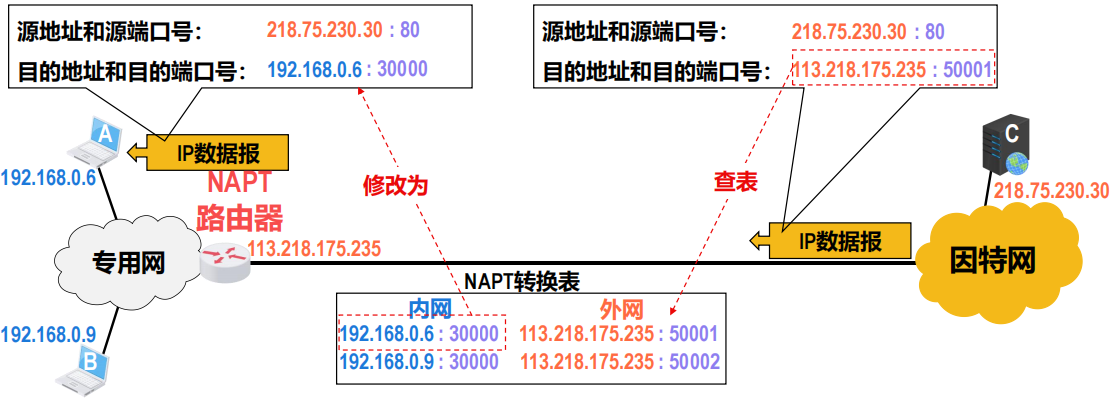 源地址和源端口号： 218.75.230.30 : 80
目的地址和目的端口号： 192.168.0.6 : 30000
源地址和源端口号： 218.75.230.30 : 80
目的地址和目的端口号： 113.218.175.235 : 50001
A
IP数据报
192.168.0.6
NAPT
路由器
113.218.175.235
修改为
查表
C
218.75.230.30
IP数据报
专用网
因特网
NAPT转换表
内网 外网
192.168.0.6 : 30000 113.218.175.235 : 50001
192.168.0.9 : 30000 113.218.175.235 : 50002
192.168.0.9
B